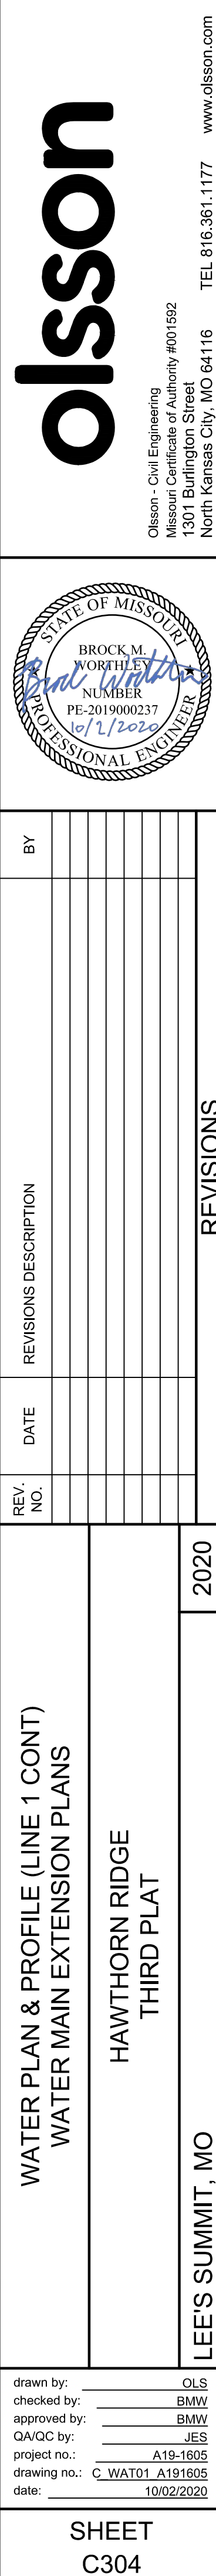 olsson
Olsson - Civil Engineering
Missouri Certificate of Authority #001592
1301 Burlington Street
North Kansas City, MO 64116 TEL 816.361.1177 www.olsson.com
STATE OF MISSOURI
BROCK M.
WORTHLEY
Brock Worthley
NUMBER
PE-2019000237
10/2/2020
PROFESSIONAL ENGINEER
REV. NO. DATE REVISIONS DESCRIPTION BY
REVISIONS
WATER PLAN & PROFILE (LINE 1 CONT)
WATER MAIN EXTENSION PLANS
HAWTHORN RIDGE
THIRD PLAT
LEE'S SUMMIT, MO 2020
drawn by: OLS
checked by: BMW
approved by: BMW
QA/QC by: JES
project no.: A19-1605
drawing no.: C_WAT01_A191605
date: 10/02/2020
SHEET
C304